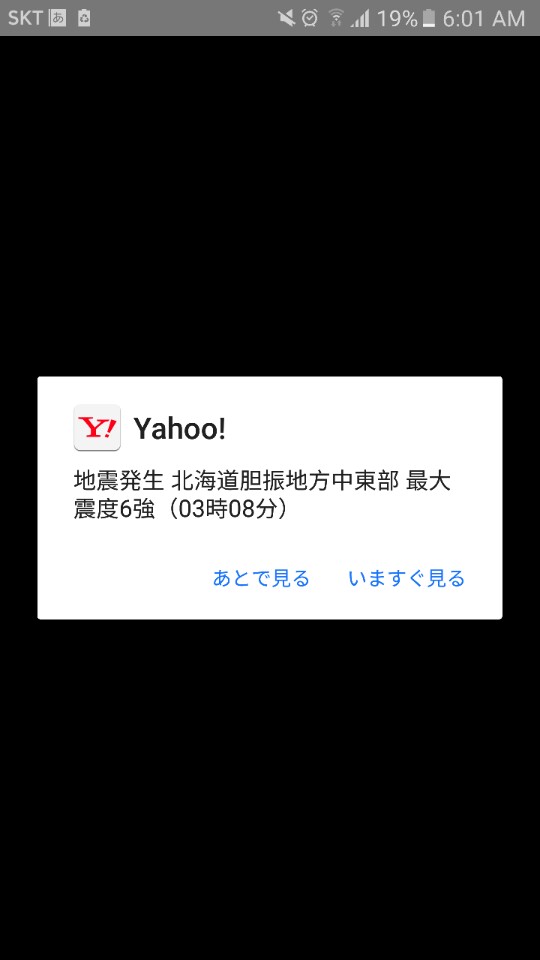 SKT あ 19% 6:01 AM
Y! Yahoo!
地震発生 北海道胆振地方中東部 最大
震度6強（03時08分）
あとで見る いますぐ見る